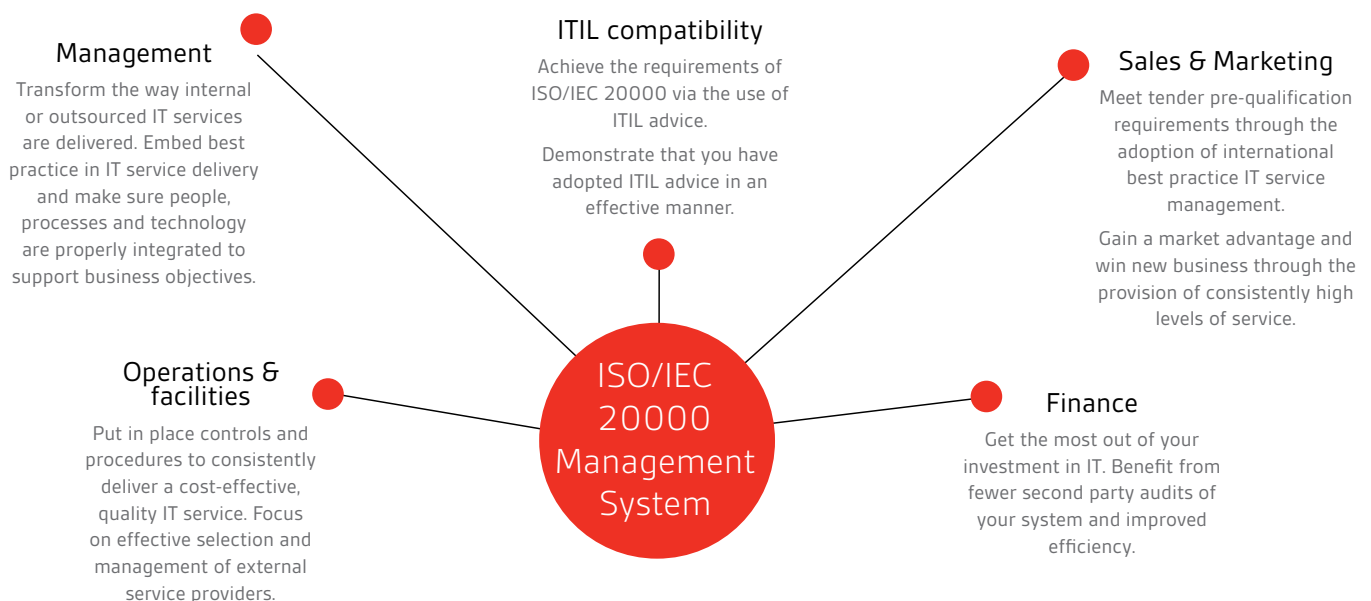 Management
Transform the way internal
or outsourced IT services
are delivered. Embed best
practice in IT service delivery
and make sure people,
processes and technology
are properly integrated to
support business objectives.
ITIL compatibility
Achieve the requirements of
ISO/IEC 20000 via the use of
ITIL advice.
Demonstrate that you have
adopted ITIL advice in an
effective manner.
Sales & Marketing
Meet tender pre-qualification
requirements through the
adoption of international
best practice IT service
management.
Gain a market advantage and
win new business through the
provision of consistently high
levels of service.
Operations &
facilities
Put in place controls and
procedures to consistently
deliver a cost-effective,
quality IT service. Focus
on effective selection and
management of external
service providers.
ISO/IEC
20000
Management
System
Finance
Get the most out of your
investment in IT. Benefit from
fewer second party audits of
your system and improved
efficiency.